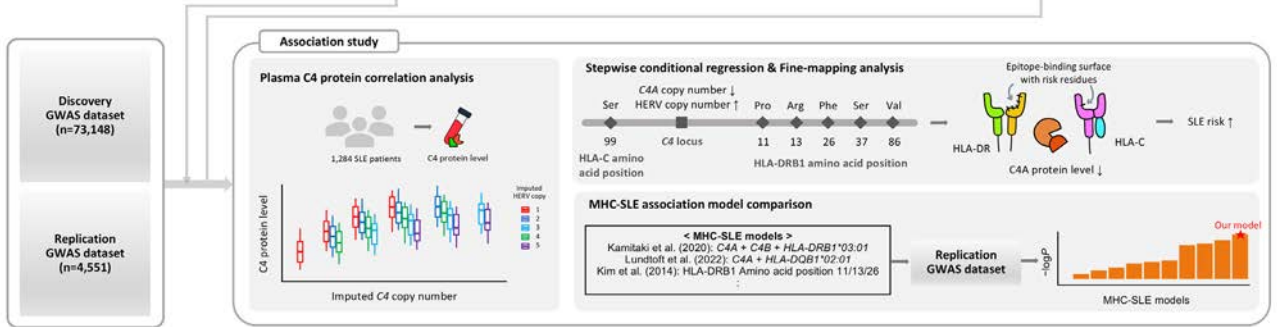 Association study
Discovery
GWAS dataset
(n=73,148)
Replication
GWAS dataset
(n=4,551)
Plasma C4 protein correlation analysis
1,284 SLE patients
C4 protein level
C4 protein level
Imputed C4 copy number
Imputed
HERV copy
1
2
3
4
5
Stepwise conditional regression & Fine-mapping analysis
C4A copy number ↓
HERV copy number ↑
Ser
Pro Arg Phe Ser Val
99
C4 locus
11 13 26 37 86
HLA-C amino
acid position
HLA-DRB1 amino acid position
Epitope-binding surface
with risk residues
HLA-DR
HLA-C
C4A protein level ↓
SLE risk ↑
MHC-SLE association model comparison
< MHC-SLE models >
Kamitaki et al. (2020): C4A + C4B + HLA-DRB1*03:01
Lundtoft et al. (2022): C4A + HLA-DQB1*02:01
Kim et al. (2014): HLA-DRB1 Amino acid position 11/13/26
:
Replication
GWAS dataset
Our model
−logP
MHC-SLE models